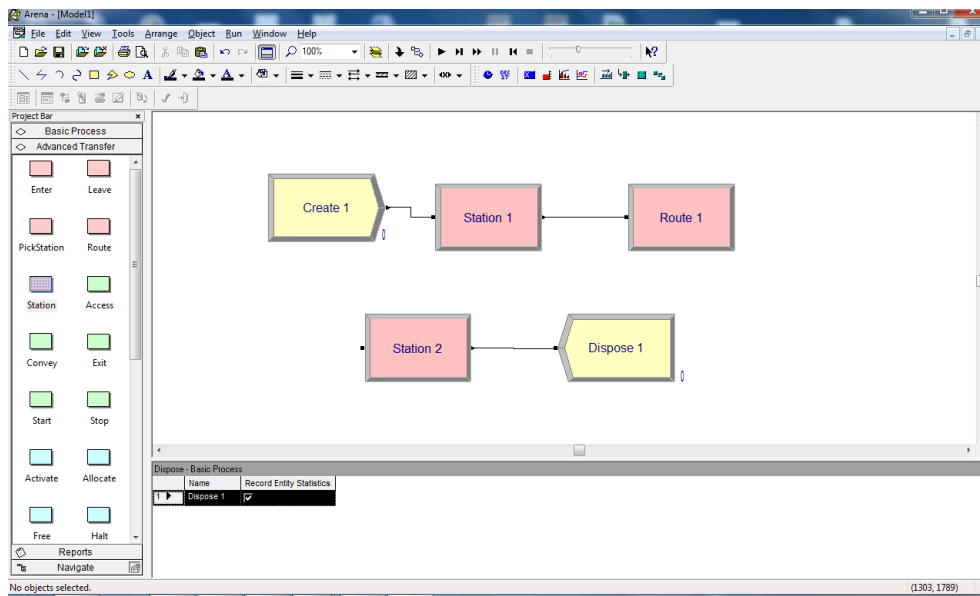 Arena - [Model1]
File Edit View Tools Arrange Object Run Window Help
100%
A
Project Bar
Basic Process
Advanced Transfer
Enter Leave
PickStation Route
Station Access
Convey Exit
Start Stop
Activate Allocate
Free Halt
Reports
Navigate
Create 1
Station 1
Route 1
0
Station 2
Dispose 1
0
Dispose - Basic Process
Name Record Entity Statistics
1 Dispose 1
No objects selected. (1303, 1789)